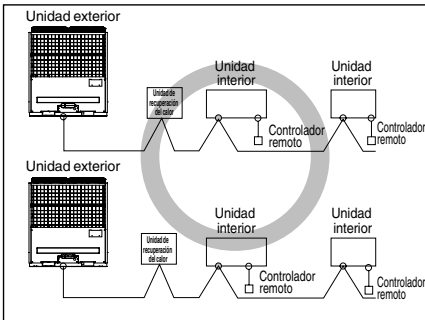 Unidad exterior
Unidad de
recuperación
del calor
Unidad
interior
Controlador
remoto
Unidad
interior
Controlador
remoto
Unidad exterior
Unidad de
recuperación
del calor
Unidad
interior
Controlador
remoto
Unidad
interior
Controlador
remoto